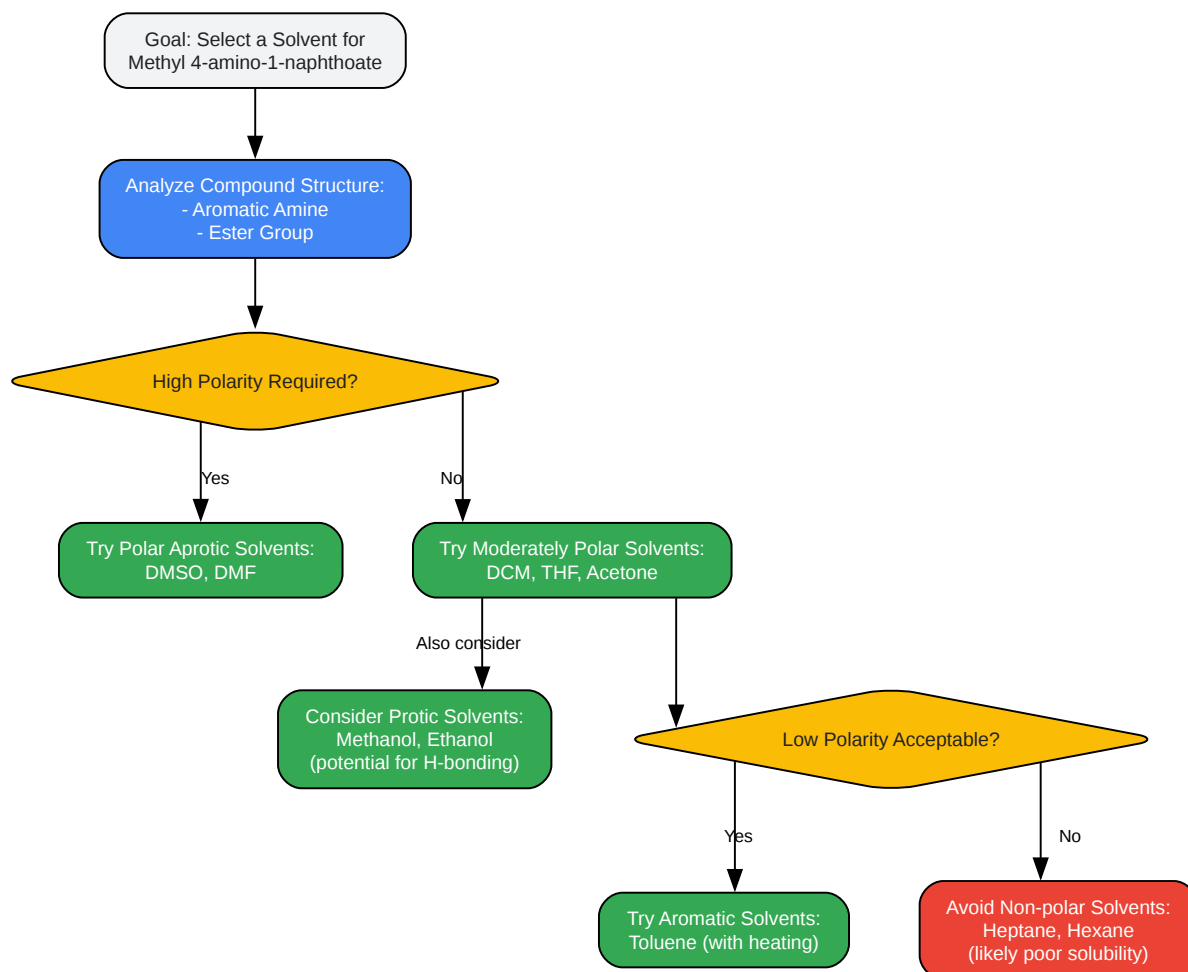 Goal: Select a Solvent for
Methyl 4-amino-1-naphthoate
Analyze Compound Structure:
- Aromatic Amine
- Ester Group
High Polarity Required?
Yes
No
Try Polar Aprotic Solvents:
DMSO, DMF
Try Moderately Polar Solvents:
DCM, THF, Acetone
Also consider
Consider Protic Solvents:
Methanol, Ethanol
(potential for H-bonding)
Low Polarity Acceptable?
Yes
No
Try Aromatic Solvents:
Toluene (with heating)
Avoid Non-polar Solvents:
Heptane, Hexane
(likely poor solubility)